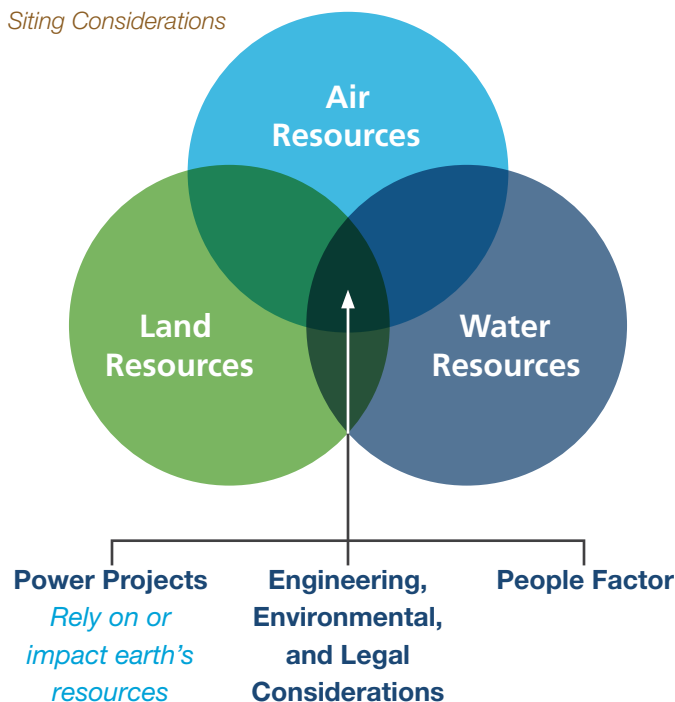 Siting Considerations
Air
Resources
Land
Resources
Water
Resources
Power Projects
Rely on or
impact earth's
resources
Engineering,
Environmental,
and Legal
Considerations
People Factor